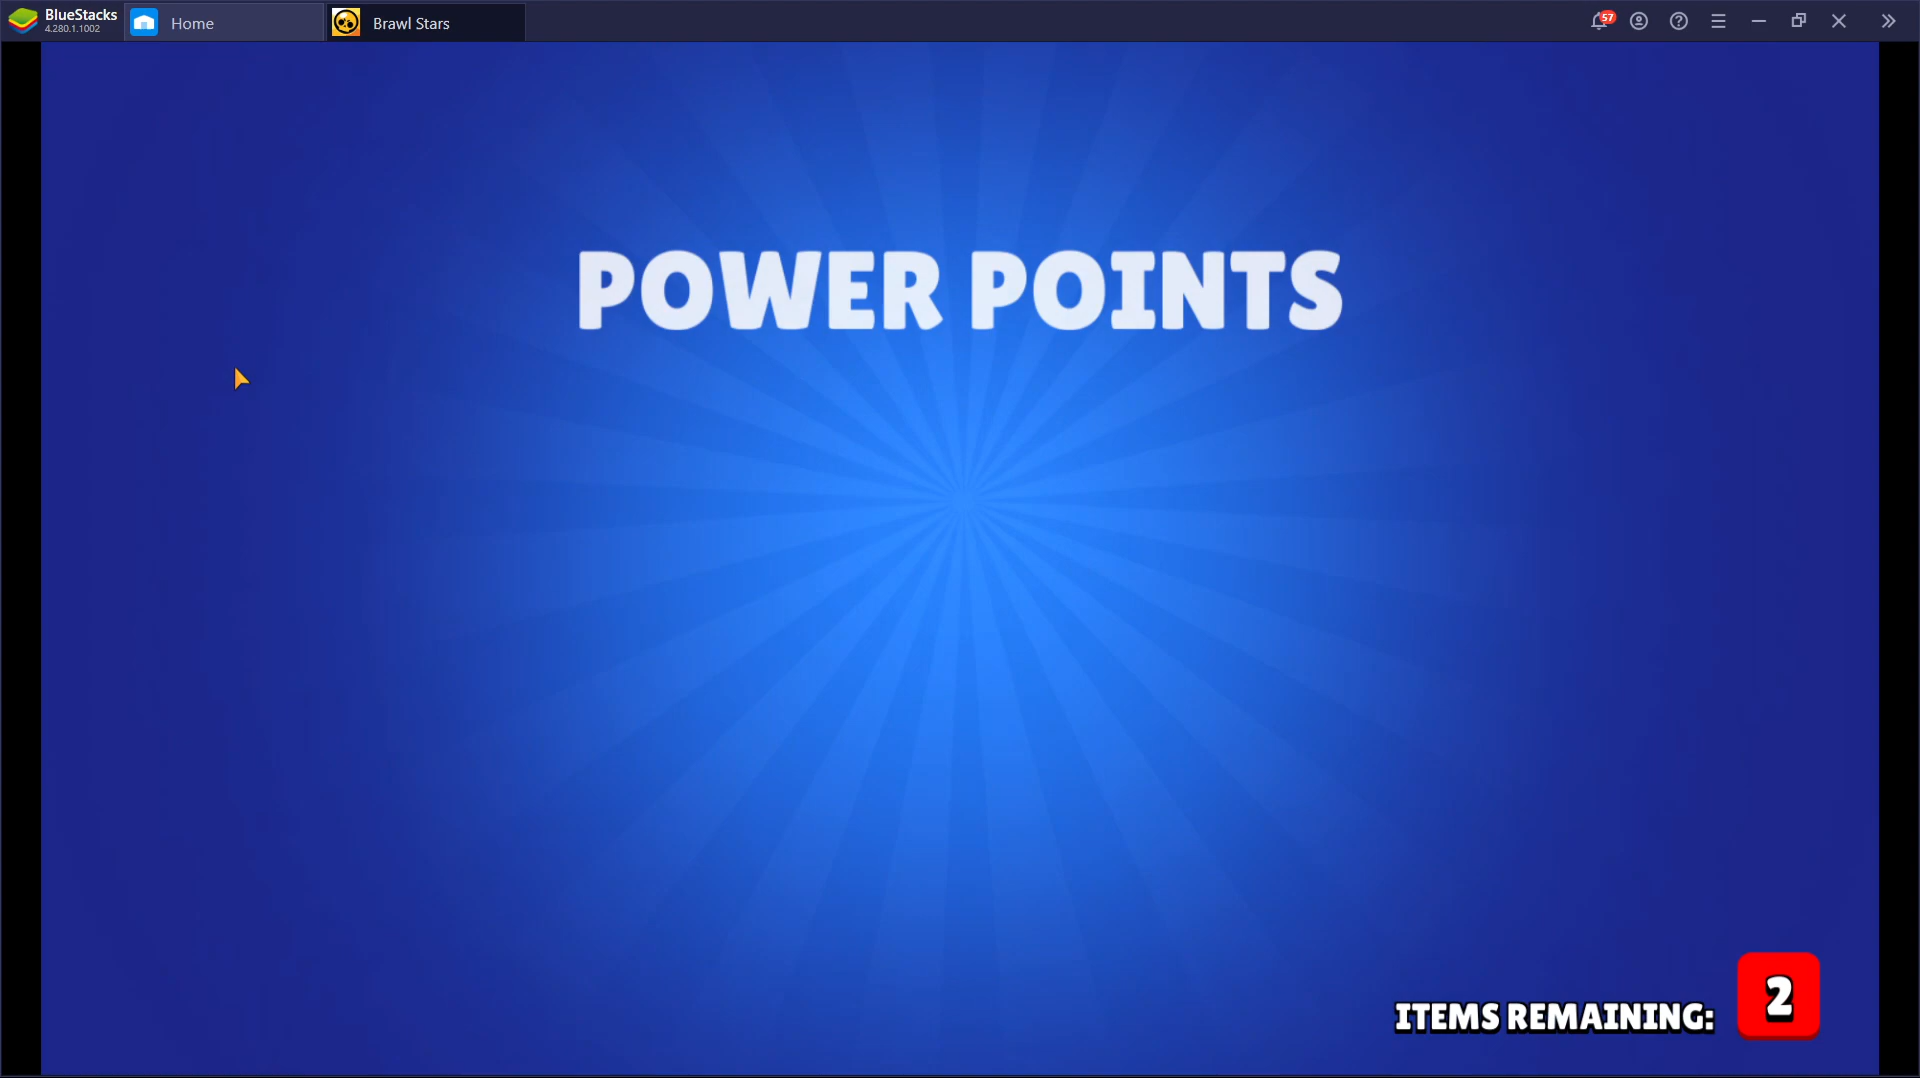 BlueStacks
4.280.1.1002
Home
Brawl Stars
57
POWER POINTS
ITEMS REMAINING: 2